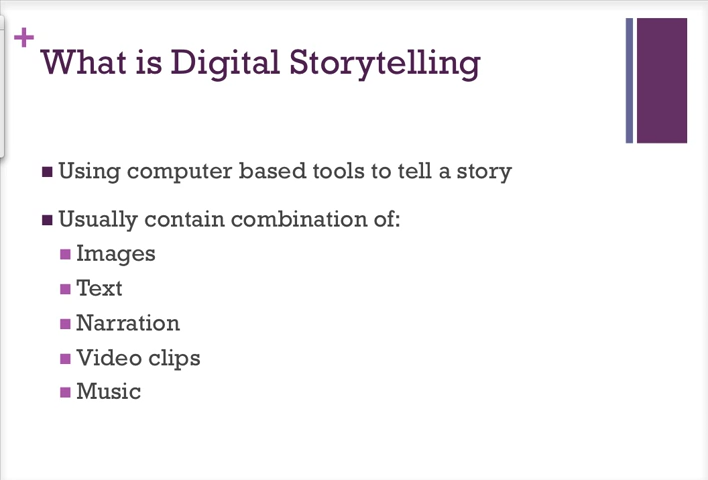 +
What is Digital Storytelling
Using computer based tools to tell a story
Usually contain combination of:
Images
Text
Narration
Video clips
Music